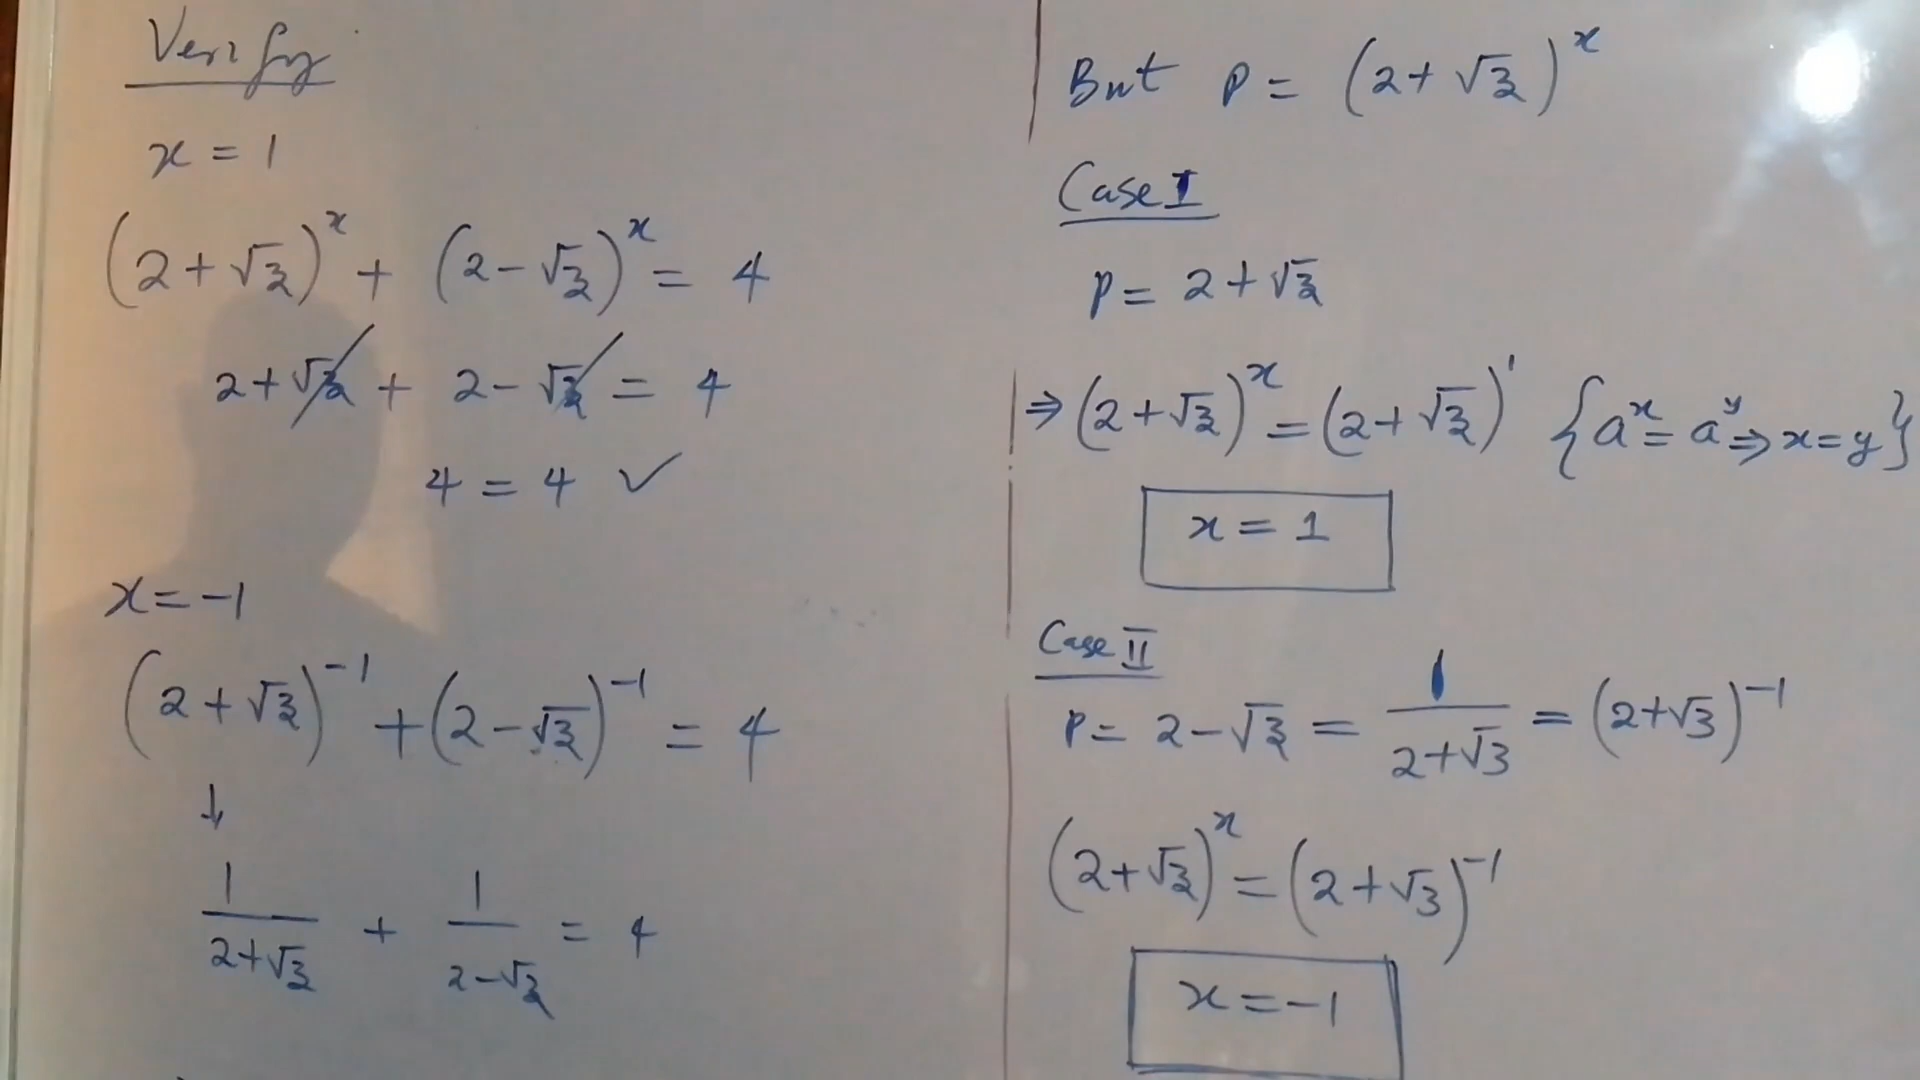 Verify
x = 1
(2 + √3)^x + (2 - √3)^x = 4
2 + √3 + 2 - √3 = 4
4 = 4 ✓
x = -1
(2 + √3)^-1 + (2 - √3)^-1 = 4
↓
1/(2+√3) + 1/(2-√3) = 4
But P = (2 + √3)^x
Case I
P = 2 + √3
⇒ (2 + √3)^x = (2 + √3)^1 {a^x = a^y ⇒ x = y}
x = 1
Case II
P = 2 - √3 = 1/(2+√3) = (2+√3)^-1
(2+√3)^x = (2+√3)^-1
x = -1